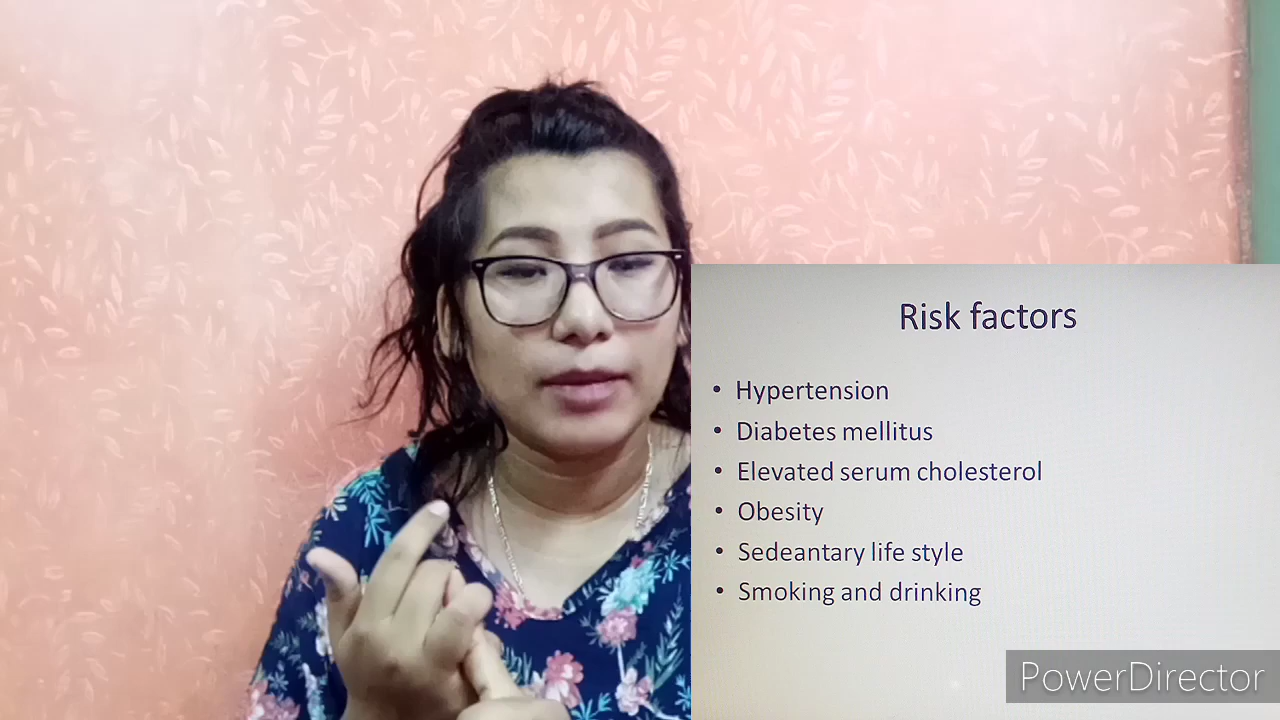 Risk factors
• Hypertension
• Diabetes mellitus
• Elevated serum cholesterol
• Obesity
• Sedeantary life style
• Smoking and drinking
PowerDirector